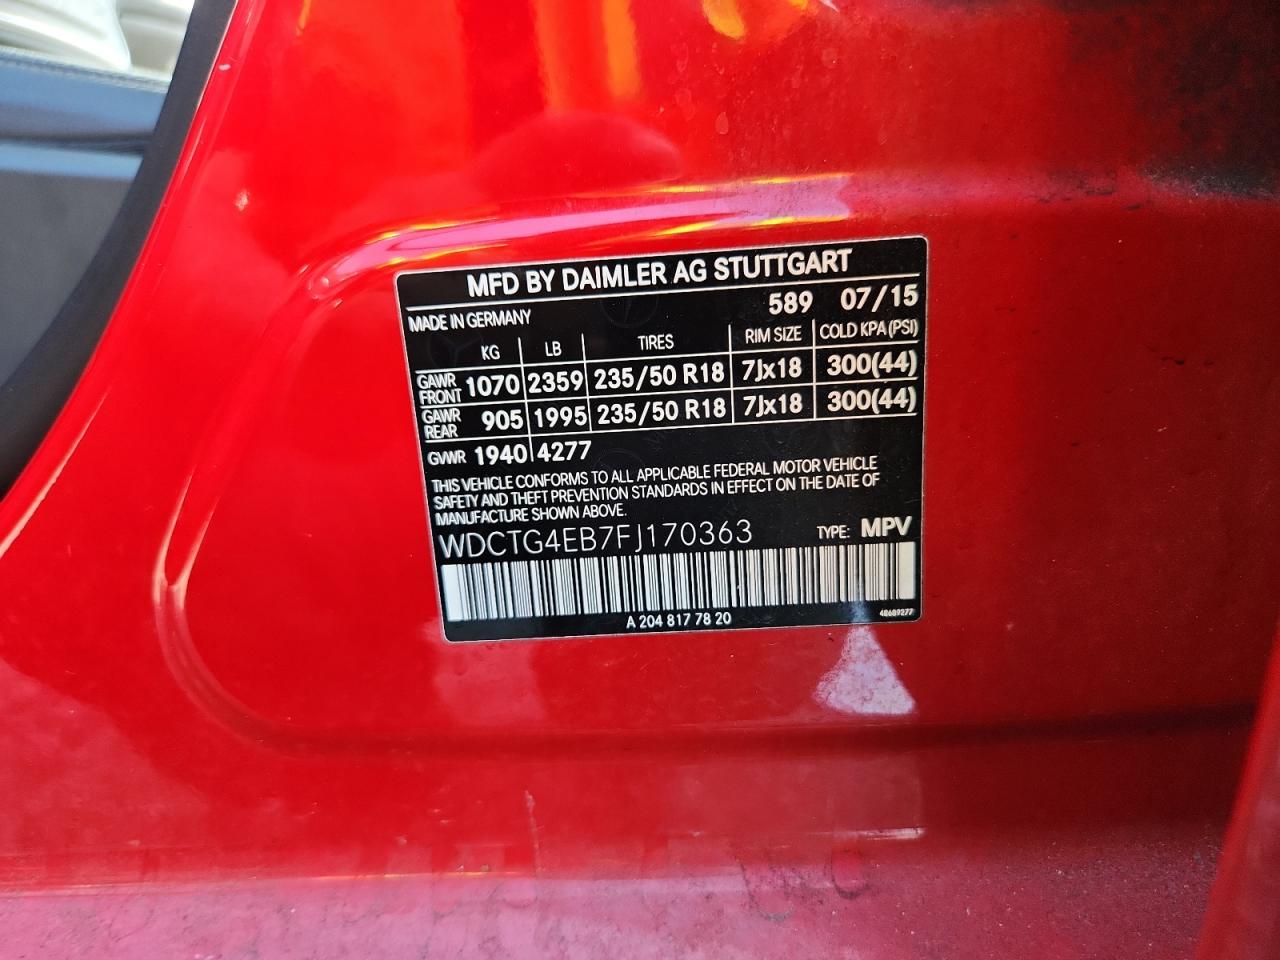 MFD BY DAIMLER AG STUTTGART
589 07/15
MADE IN GERMANY
KG LB TIRES RIM SIZE COLD KPA (PSI)
GAWR FRONT 1070 2359 235/50 R18 7Jx18 300(44)
GAWR REAR 905 1995 235/50 R18 7Jx18 300(44)
GVWR 1940 4277
THIS VEHICLE CONFORMS TO ALL APPLICABLE FEDERAL MOTOR VEHICLE
SAFETY AND THEFT PREVENTION STANDARDS IN EFFECT ON THE DATE OF
MANUFACTURE SHOWN ABOVE.
WDCTG4EB7FJ170363 TYPE: MPV
A 204 817 78 20 48689277